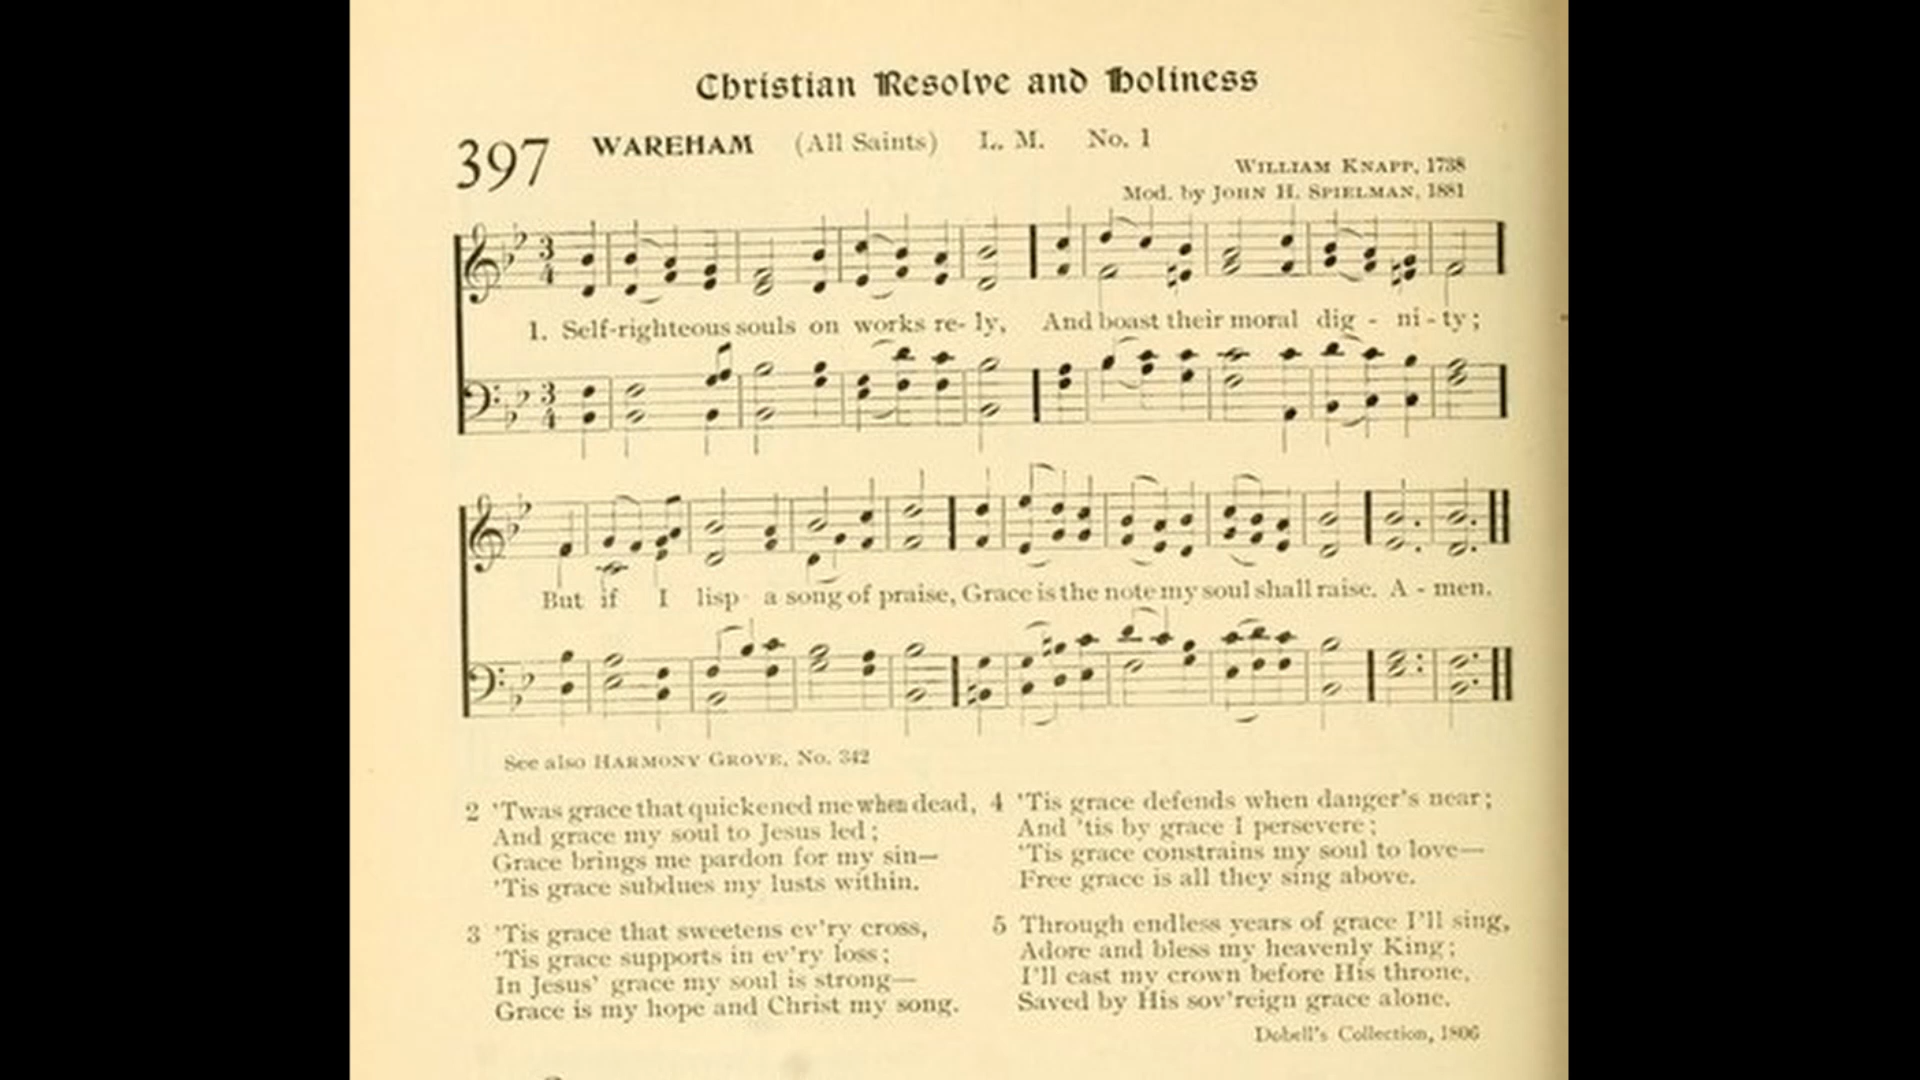 Christian Resolve and Holiness
397 WAREHAM (All Saints) L. M. No. 1
WILLIAM KNAPP, 1738
Mod. by JOHN H. SPIELMAN, 1881
3
4
1. Self-righteous souls on works re- ly, And boast their moral dig - ni - ty;
3
4
But if I lisp a song of praise, Grace is the note my soul shall raise. A - men.
See also HARMONY GROVE, No. 342
2 'Twas grace that quickened me when dead,
And grace my soul to Jesus led;
Grace brings me pardon for my sin—
'Tis grace subdues my lusts within.
3 'Tis grace that sweetens ev'ry cross,
'Tis grace supports in ev'ry loss;
In Jesus' grace my soul is strong—
Grace is my hope and Christ my song.
4 'Tis grace defends when danger's near;
And 'tis by grace I persevere;
'Tis grace constrains my soul to love—
Free grace is all they sing above.
5 Through endless years of grace I'll sing,
Adore and bless my heavenly King;
I'll cast my crown before His throne,
Saved by His sov'reign grace alone.
Dobell's Collection, 1806